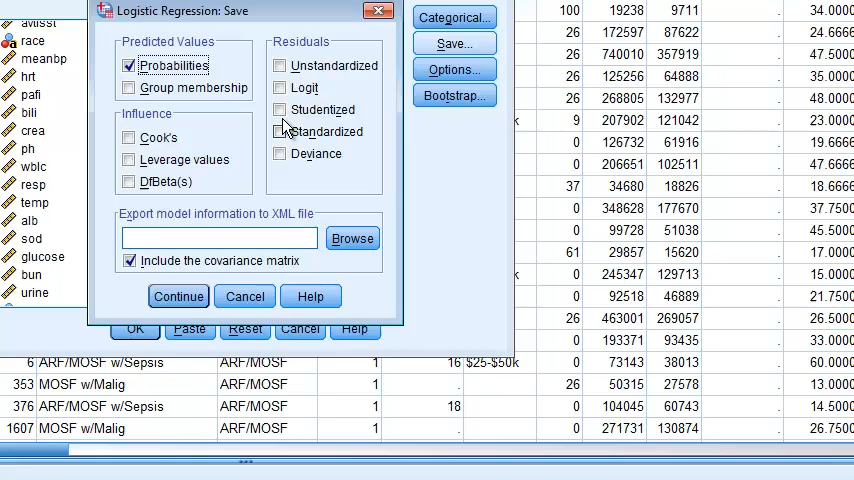 Logistic Regression: Save
Predicted Values
Probabilities
Group membership
Influence
Cook's
Leverage values
DfBeta(s)
Residuals
Unstandardized
Logit
Studentized
Standardized
Deviance
Export model information to XML file
Browse
Include the covariance matrix
Continue Cancel Help
Categorical...
Save...
Options...
Bootstrap...
OK Paste Reset Cancel Help
avtisst
race
meanbp
hrt
pafi
bili
crea
ph
wblc
resp
temp
alb
sod
glucose
bun
urine
100 19238 9711 . 34.0000
26 172597 87622 . 24.6666
26 740010 357919 . 47.5000
26 125256 64888 . 35.0000
26 268805 132977 . 48.0000
k 9 207902 121042 . 23.0000
0 126732 61916 . 19.6666
0 206651 102511 . 47.6666
37 34680 18826 . 18.6666
0 348628 177670 . 37.7500
0 99728 51038 . 45.5000
61 29857 15620 . 17.0000
k 0 245347 129713 . 15.0000
0 92518 46889 . 21.7500
26 463001 269057 . 26.5000
0 193371 93435 . 33.0000
6 ARF/MOSF w/Sepsis ARF/MOSF 1 16 $25-$50k 0 73143 38013 . 60.0000
353 MOSF w/Malig ARF/MOSF 1 . 26 50315 27578 . 13.0000
376 ARF/MOSF w/Sepsis ARF/MOSF 1 18 0 104045 60743 . 14.5000
1607 MOSF w/Malig ARF/MOSF 1 . 0 271731 130874 . 26.7500